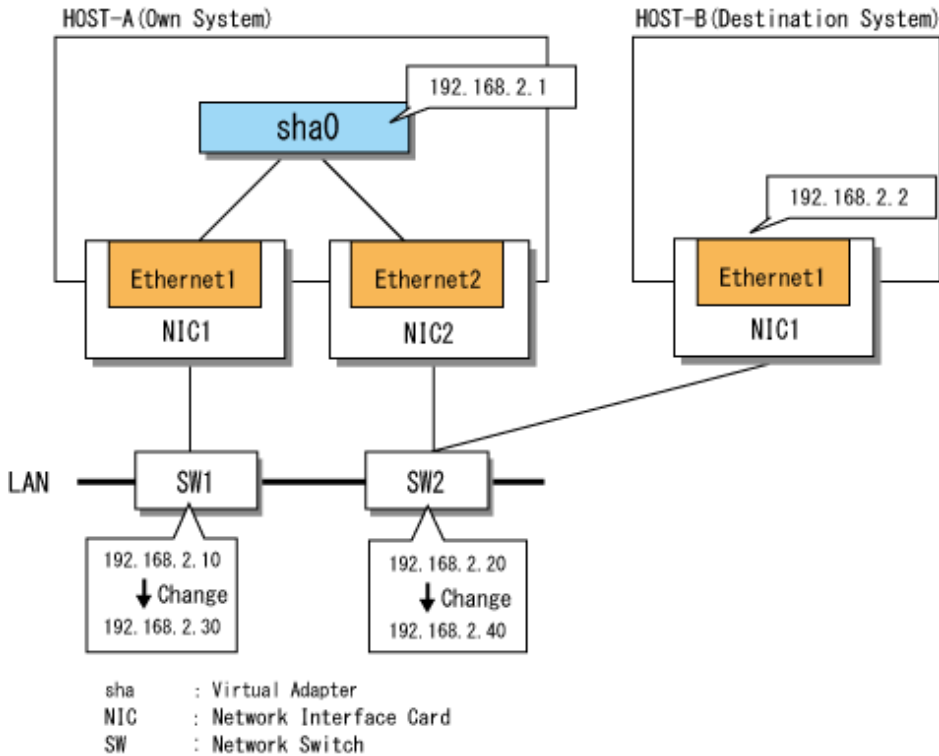 HOST-A(Own System)
HOST-B(Destination System)
192.168.2.1
sha0
192.168.2.2
Ethernet1
Ethernet2
Ethernet1
NIC1
NIC2
NIC1
LAN
SW1
SW2
192.168.2.10
Change
192.168.2.30
192.168.2.20
Change
192.168.2.40
sha : Virtual Adapter
NIC : Network Interface Card
SW : Network Switch